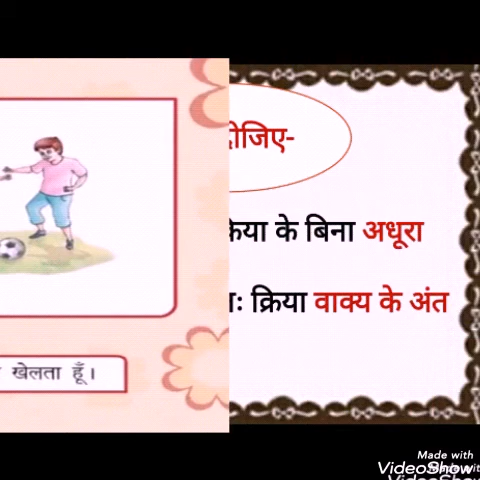 खेलता हूँ।
के बिना अधूरा
क्रिया वाक्य के अंत
Made with
VideoShow